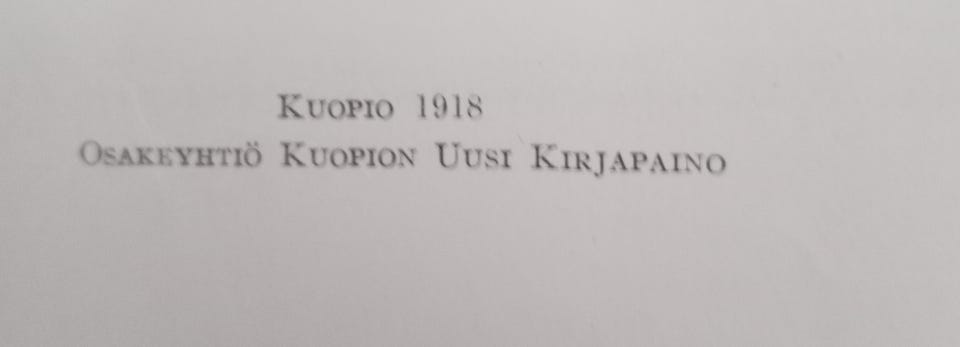 Kuopio 1918
Osakeyhtiö Kuopion Uusi Kirjapaino